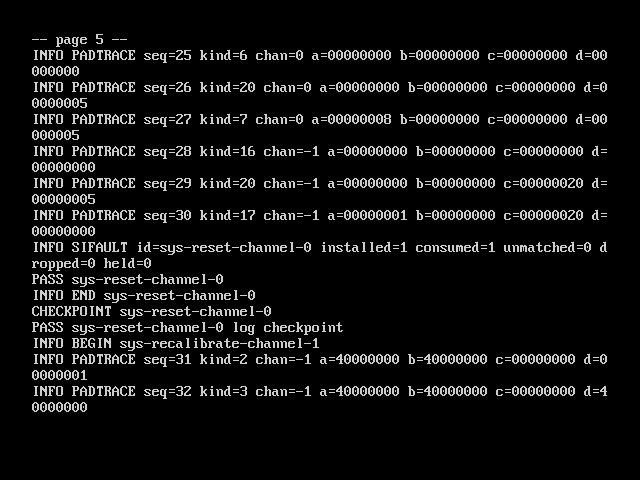 -- page 5 --
INFO PADTRACE seq=25 kind=6 chan=0 a=00000000 b=00000000 c=00000000 d=00
000000
INFO PADTRACE seq=26 kind=20 chan=0 a=00000000 b=00000000 c=00000000 d=0
0000005
INFO PADTRACE seq=27 kind=7 chan=0 a=00000008 b=00000000 c=00000000 d=00
000005
INFO PADTRACE seq=28 kind=16 chan=-1 a=00000000 b=00000000 c=00000000 d=
00000000
INFO PADTRACE seq=29 kind=20 chan=-1 a=00000000 b=00000000 c=00000020 d=
00000005
INFO PADTRACE seq=30 kind=17 chan=-1 a=00000001 b=00000000 c=00000020 d=
00000000
INFO SIFAULT id=sys-reset-channel-0 installed=1 consumed=1 unmatched=0 d
ropped=0 held=0
PASS sys-reset-channel-0
INFO END sys-reset-channel-0
CHECKPOINT sys-reset-channel-0
PASS sys-reset-channel-0 log checkpoint
INFO BEGIN sys-recalibrate-channel-1
INFO PADTRACE seq=31 kind=2 chan=-1 a=40000000 b=40000000 c=00000000 d=0
0000001
INFO PADTRACE seq=32 kind=3 chan=-1 a=40000000 b=40000000 c=00000000 d=4
0000000